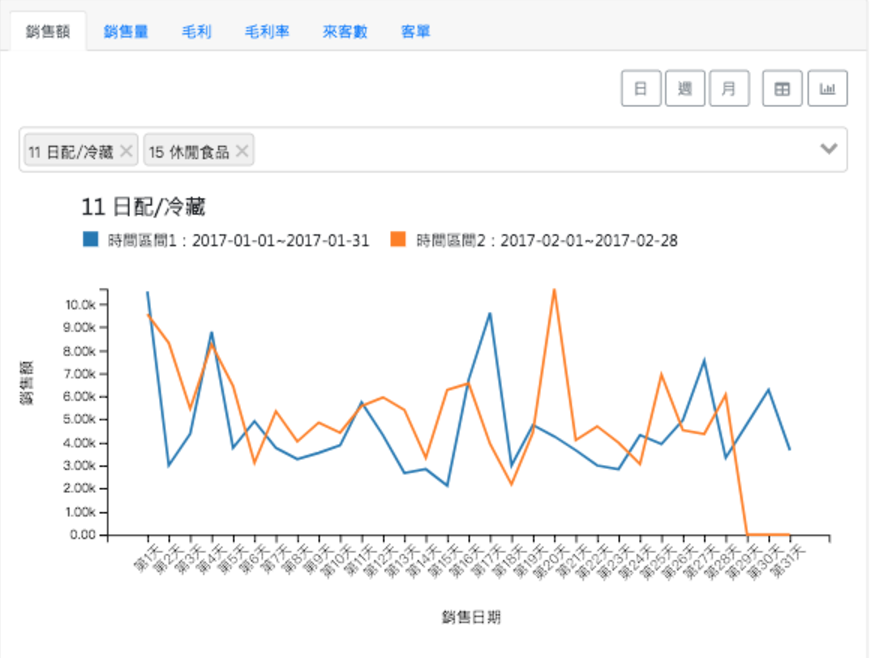 銷售額 銷售量 毛利 毛利率 來客數 客單
日 週 月
11 日配/冷藏 × 15 休閒食品 ×
11 日配/冷藏
時間區間1：2017-01-01~2017-01-31 時間區間2：2017-02-01~2017-02-28
銷售額
10.0k
9.00k
8.00k
7.00k
6.00k
5.00k
4.00k
3.00k
2.00k
1.00k
0.00
第1天 第2天 第3天 第4天 第5天 第6天 第7天 第8天 第9天 第10天 第11天 第12天 第13天 第14天 第15天 第16天 第17天 第18天 第19天 第20天 第21天 第22天 第23天 第24天 第25天 第26天 第27天 第28天 第29天 第30天 第31天
銷售日期